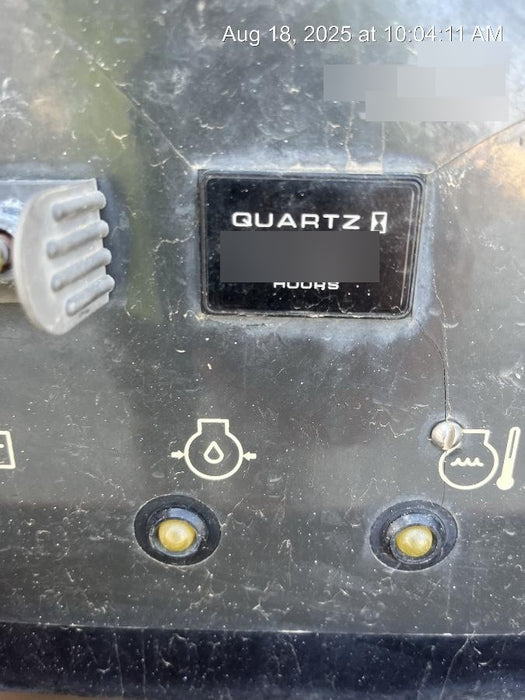 Aug 18, 2025 at 10:04:11 AM
QUARTZ
HOURS